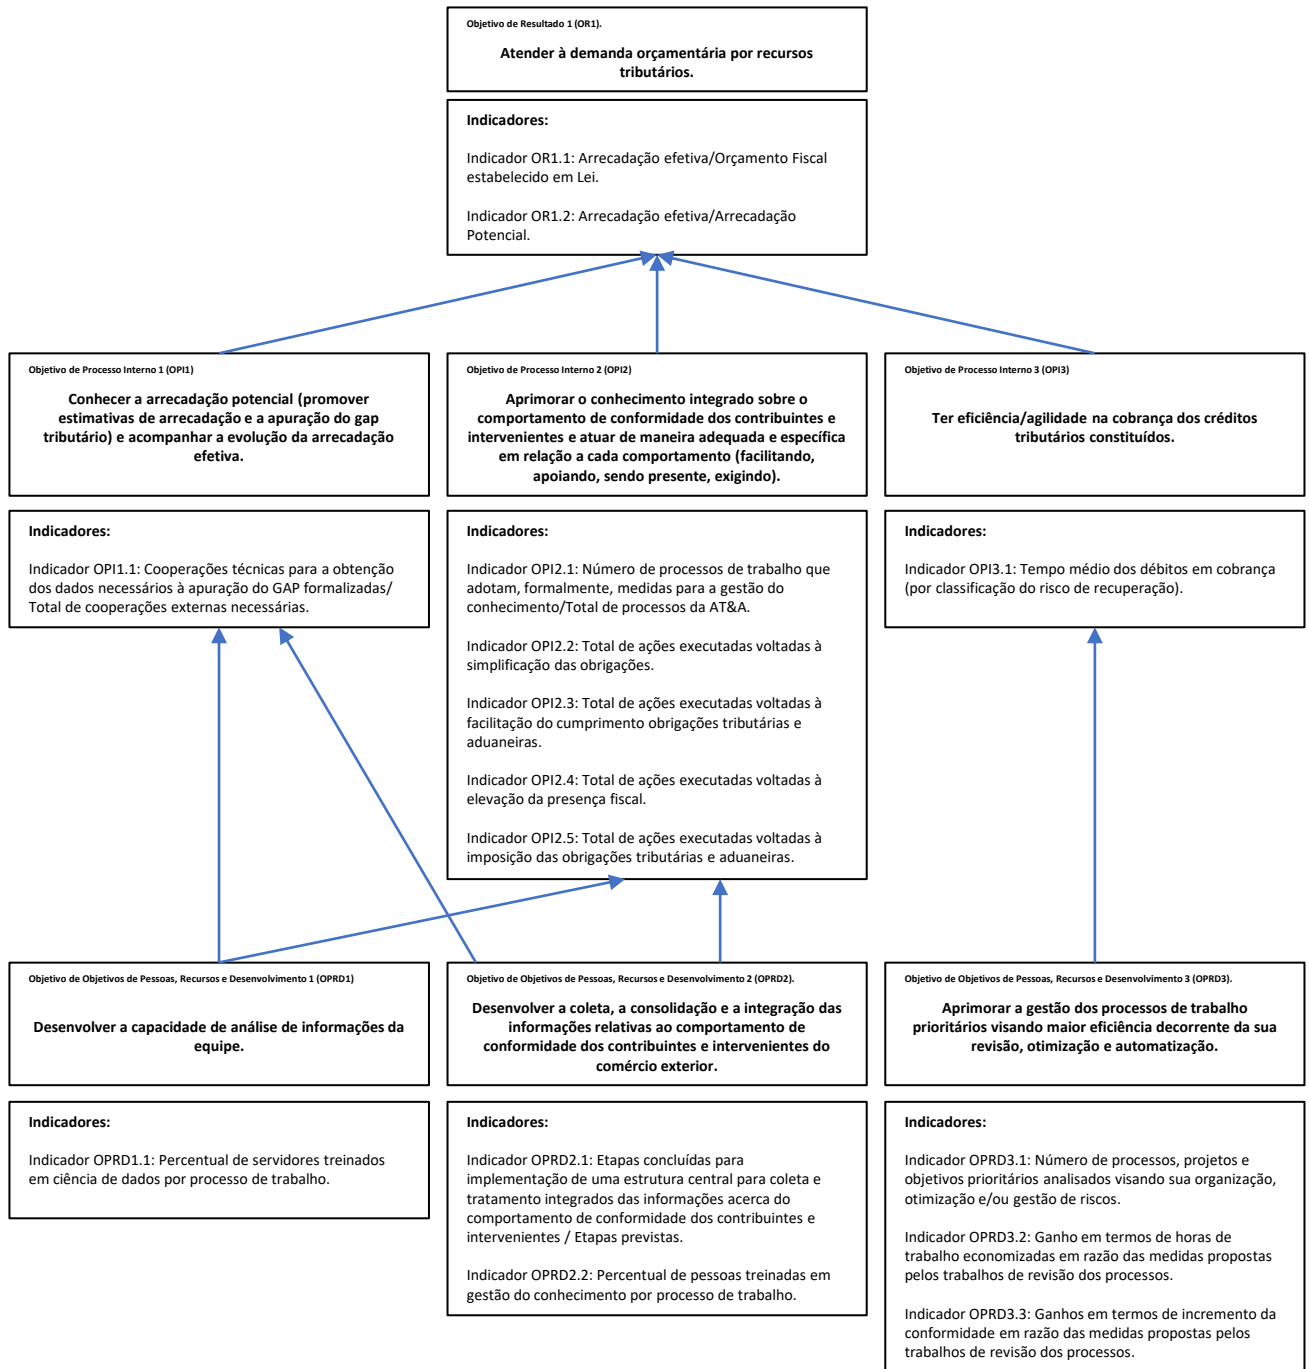 Objetivo de Resultado 1 (OR1).
Atender à demanda orçamentária por recursos
tributários.
Indicadores:
Indicador OR1.1: Arrecadação efetiva/Orçamento Fiscal
estabelecido em Lei.
Indicador OR1.2: Arrecadação efetiva/Arrecadação
Potencial.
Objetivo de Processo Interno 1 (OPI1)
Conhecer a arrecadação potencial (promover
estimativas de arrecadação e a apuração do gap
tributário) e acompanhar a evolução da arrecadação
efetiva.
Indicadores:
Indicador OPI1.1: Cooperações técnicas para a obtenção
dos dados necessários à apuração do GAP formalizadas/
Total de cooperações externas necessárias.
Objetivo de Processo Interno 2 (OPI2)
Aprimorar o conhecimento integrado sobre o
comportamento de conformidade dos contribuintes e
intervenientes e atuar de maneira adequada e específica
em relação a cada comportamento (facilitando,
apoiando, sendo presente, exigindo).
Indicadores:
Indicador OPI2.1: Número de processos de trabalho que
adotam, formalmente, medidas para a gestão do
conhecimento/Total de processos da AT&A.
Indicador OPI2.2: Total de ações executadas voltadas à
simplificação das obrigações.
Indicador OPI2.3: Total de ações executadas voltadas à
facilitação do cumprimento obrigações tributárias e
aduaneiras.
Indicador OPI2.4: Total de ações executadas voltadas à
elevação da presença fiscal.
Indicador OPI2.5: Total de ações executadas voltadas à
imposição das obrigações tributárias e aduaneiras.
Objetivo de Processo Interno 3 (OPI3)
Ter eficiência/agilidade na cobrança dos créditos
tributários constituídos.
Indicadores:
Indicador OPI3.1: Tempo médio dos débitos em cobrança
(por classificação do risco de recuperação).
Objetivo de Objetivos de Pessoas, Recursos e Desenvolvimento 1 (OPRD1)
Desenvolver a capacidade de análise de informações da
equipe.
Indicadores:
Indicador OPRD1.1: Percentual de servidores treinados
em ciência de dados por processo de trabalho.
Objetivo de Objetivos de Pessoas, Recursos e Desenvolvimento 2 (OPRD2).
Desenvolver a coleta, a consolidação e a integração das
informações relativas ao comportamento de
conformidade dos contribuintes e intervenientes do
comércio exterior.
Indicadores:
Indicador OPRD2.1: Etapas concluídas para
implementação de uma estrutura central para coleta e
tratamento integrados das informações acerca do
comportamento de conformidade dos contribuintes e
intervenientes / Etapas previstas.
Indicador OPRD2.2: Percentual de pessoas treinadas em
gestão do conhecimento por processo de trabalho.
Objetivo de Objetivos de Pessoas, Recursos e Desenvolvimento 3 (OPRD3).
Aprimorar a gestão dos processos de trabalho
prioritários visando maior eficiência decorrente da sua
revisão, otimização e automatização.
Indicadores:
Indicador OPRD3.1: Número de processos, projetos e
objetivos prioritários analisados visando sua organização,
otimização e/ou gestão de riscos.
Indicador OPRD3.2: Ganho em termos de horas de
trabalho economizadas em razão das medidas propostas
pelos trabalhos de revisão dos processos.
Indicador OPRD3.3: Ganhos em termos de incremento da
conformidade em razão das medidas propostas pelos
trabalhos de revisão dos processos.